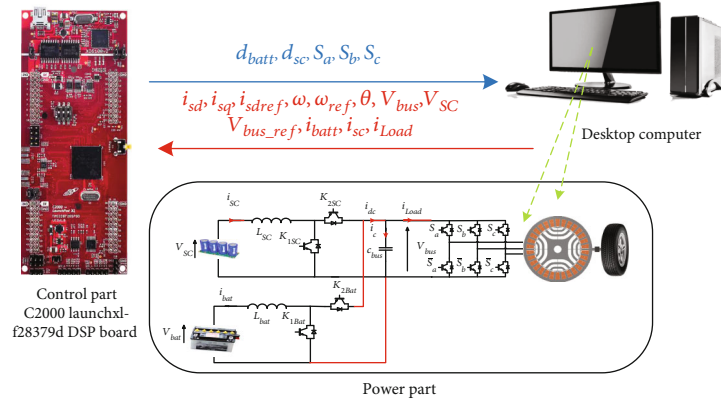 d_batt, d_sc, S_a, S_b, S_c
i_sd, i_sq, i_sdref, ω, ω_ref, θ, V_bus, V_SC
V_bus_ref, i_batt, i_sc, i_Load
Desktop computer
Control part
C2000 launchxl-
f28379d DSP board
i_SC
K_2SC
i_dc
i_Load
L_SC
K_1SC
i_c
c_bus
V_SC
V_bus
S_a
S_b
S_c
S̅_a
S̅_b
S̅_c
i_bat
K_2Bat
L_bat
K_1Bat
V_bat
Power part